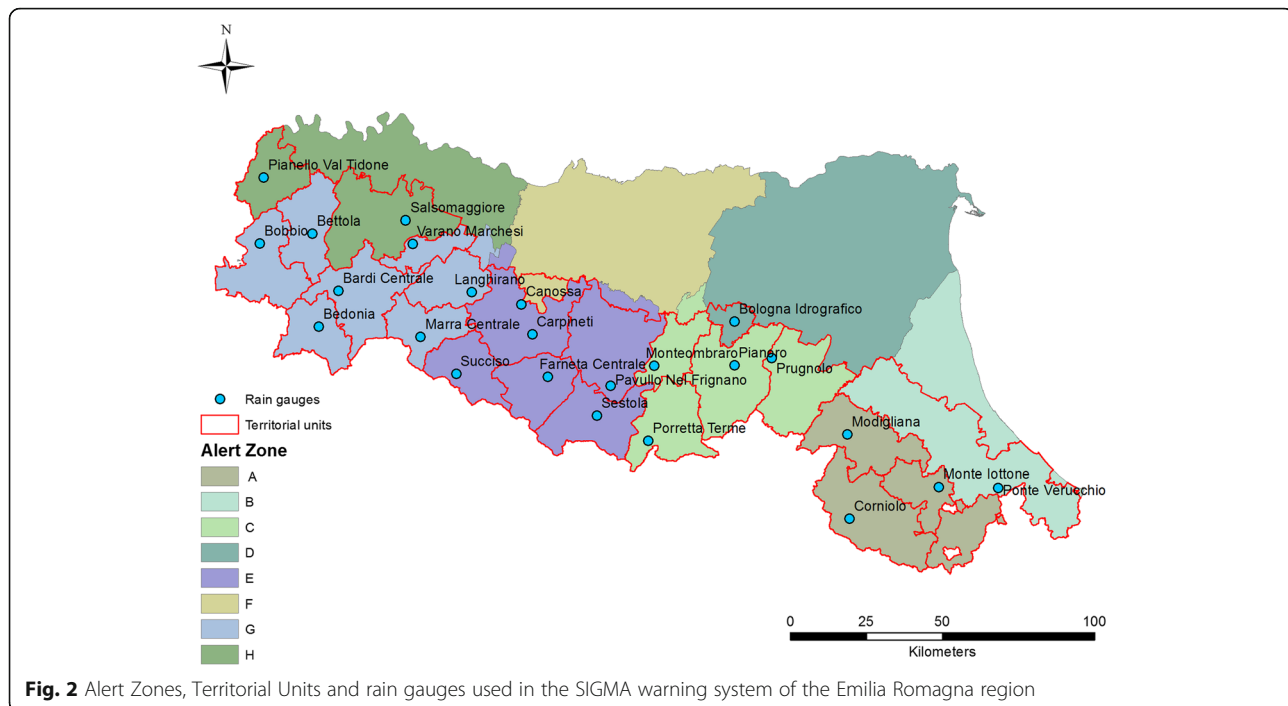 N
Pianello Val Tidone
Salsomaggiore
Bettola
Bobbio
Varano Marchesi
Bardi Centrale
Langhirano
Canossa
Bedonia
Bologna Idrografico
Marra Centrale
Carpineti
Monteombraro
Pianoro
Succiso
Farneta Centrale
Prugnolo
Pavullo Nel Frignano
Sestola
Rain gauges
Territorial units
Porretta Terme
Modigliana
Alert Zone
A
Monte Iottone
B
Ponte Verucchio
C
Corniolo
D
E
F
G
H
0 25 50 100
Kilometers
Fig. 2 Alert Zones, Territorial Units and rain gauges used in the SIGMA warning system of the Emilia Romagna region